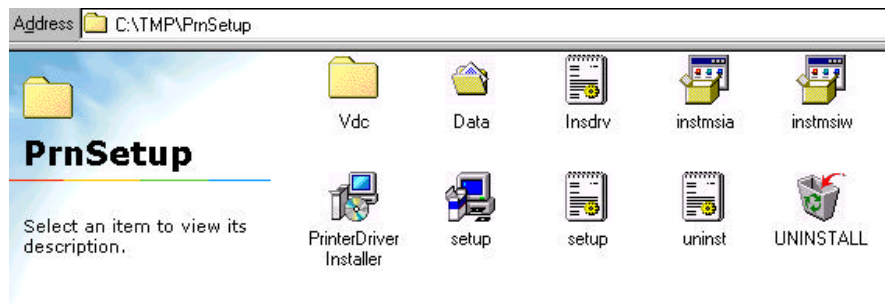 Address C:\TMP\PrnSetup
Vdc Data Insdrv instmsia instmsiw
PrnSetup
Select an item to view its
description.
PrinterDriver
Installer
setup setup uninst UNINSTALL